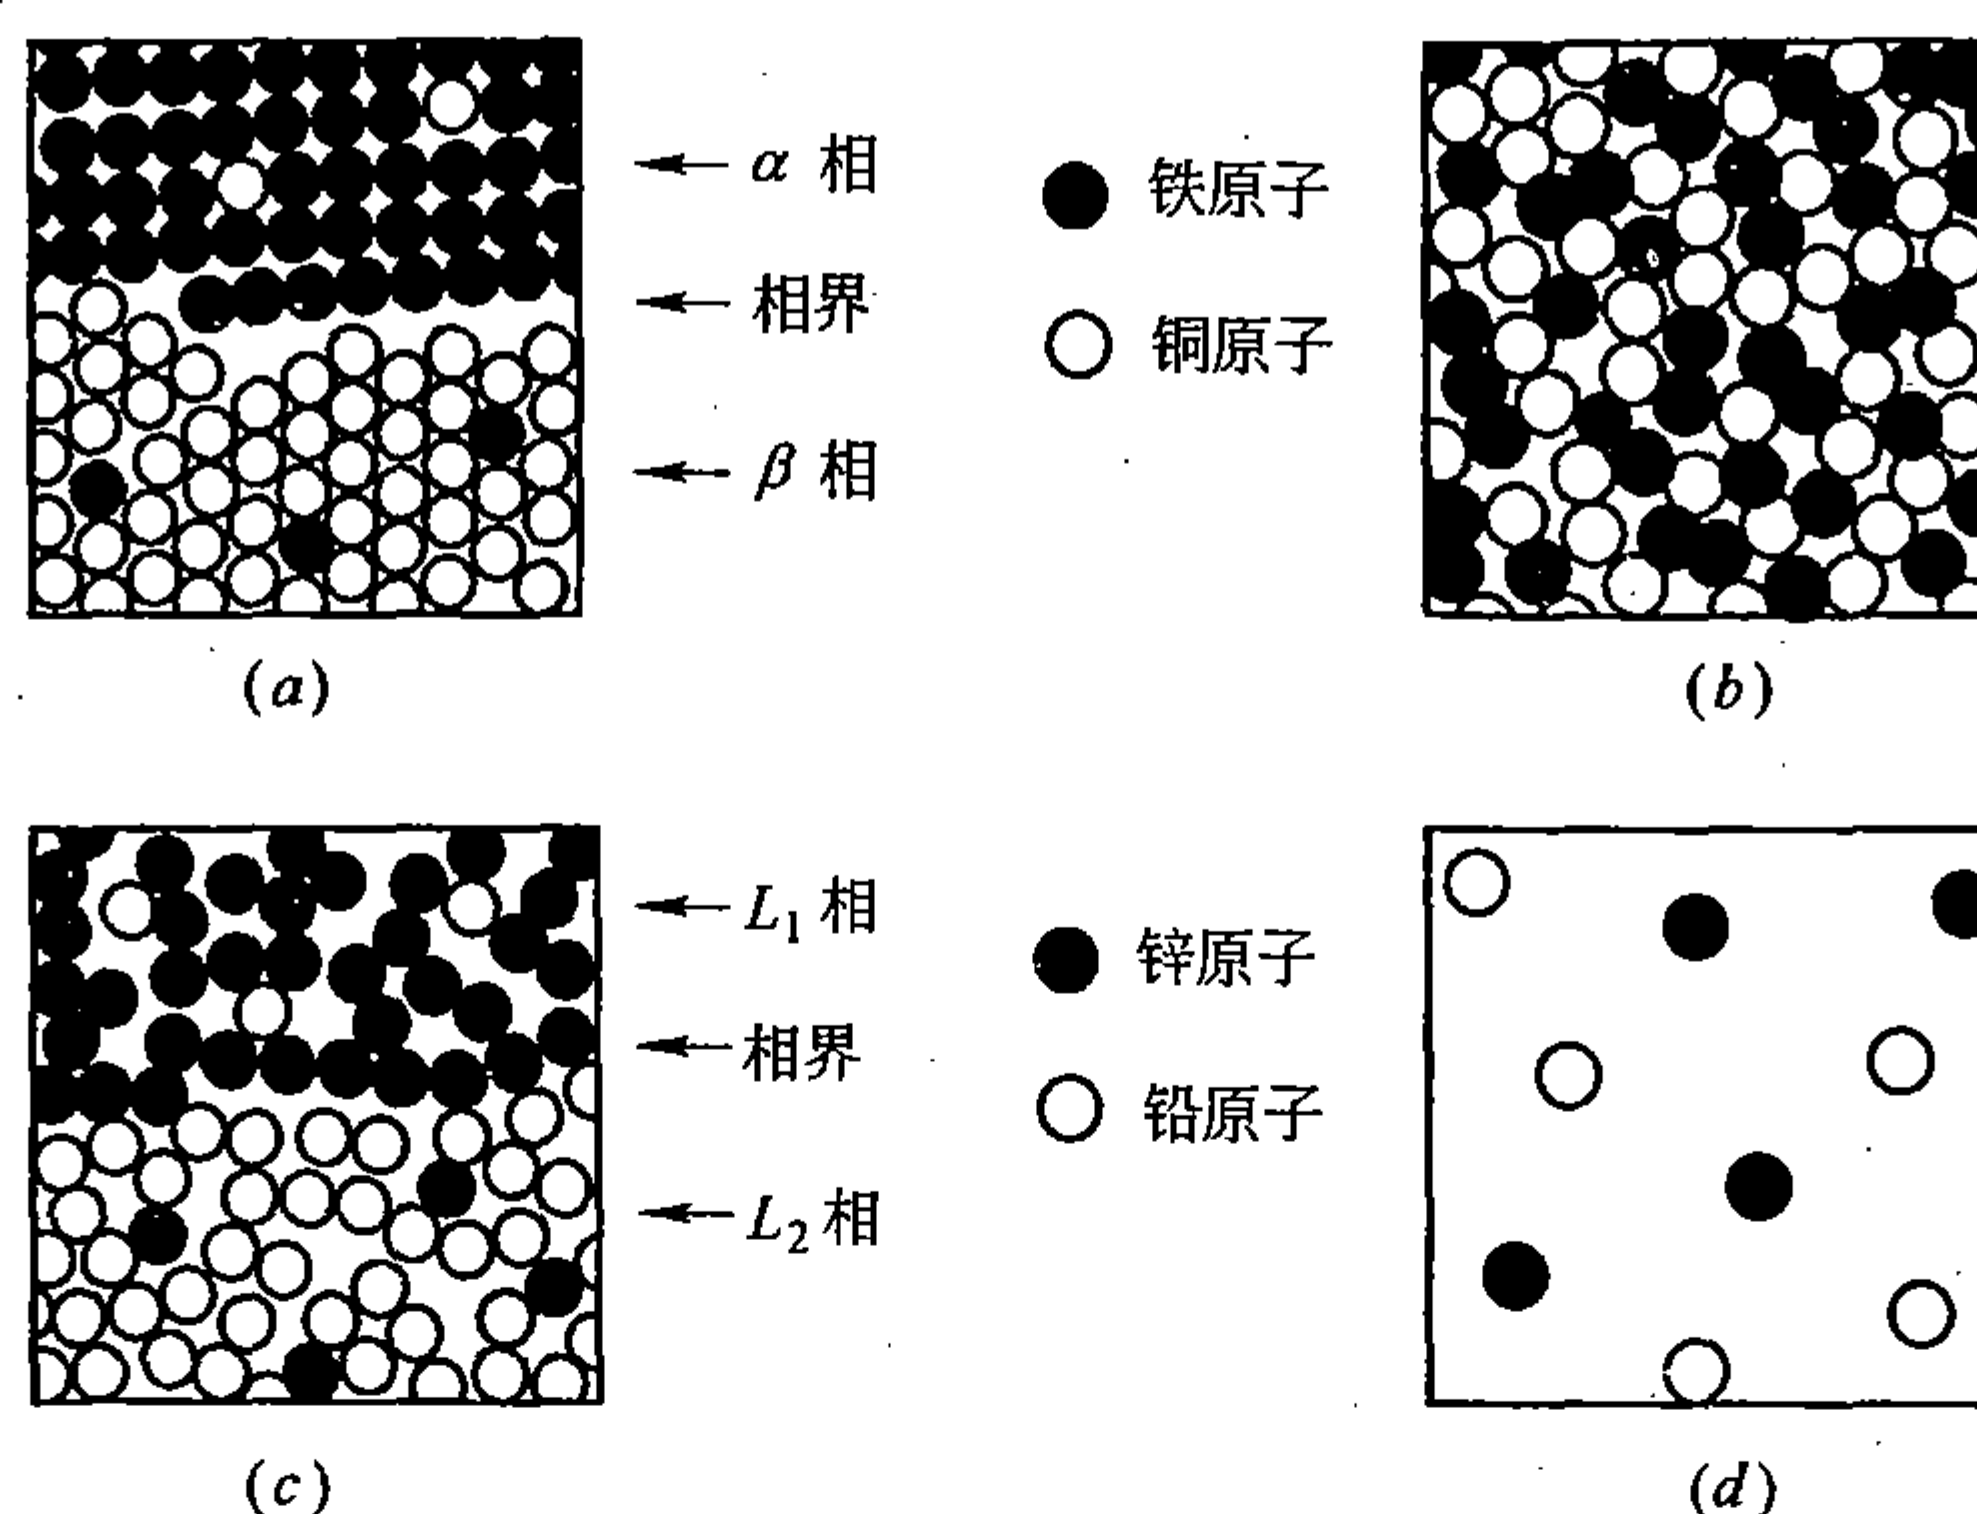 α 相
相界
β 相
铁原子
铜原子
(a)
(b)
L₁ 相
相界
L₂ 相
锌原子
铅原子
(c)
(d)